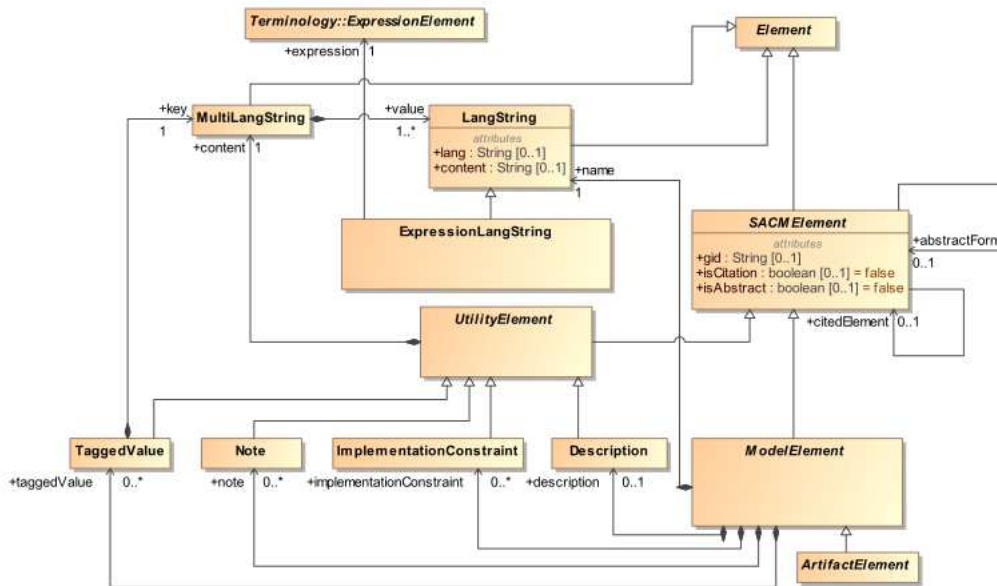 Terminology::ExpressionElement
Element
+expression 1
+key
1
MultiLangString
+content 1
+value
1..*
LangString
attributes
+lang : String [0..1]
+content : String [0..1]
+name
1
ExpressionLangString
SACMElement
attributes
+gid : String [0..1]
+isCitation : boolean [0..1] = false
+isAbstract : boolean [0..1] = false
+abstractForm
0..1
+citedElement 0..1
UtilityElement
TaggedValue
+taggedValue 0..*
Note
+note 0..*
ImplementationConstraint
+implementationConstraint 0..*
Description
+description 0..1
ModelElement
ArtifactElement